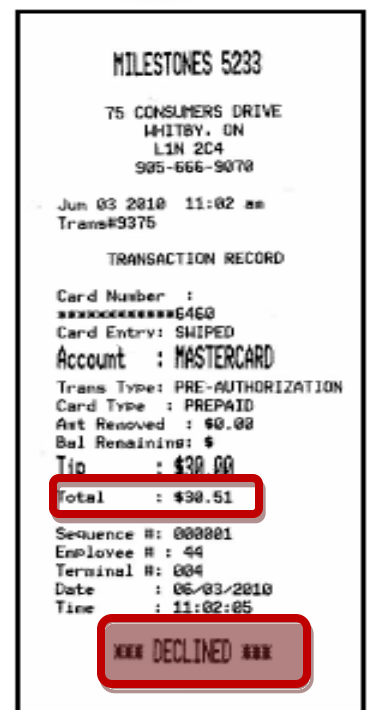 MILESTONES 5233
75 CONSUMERS DRIVE
WHITBY. ON
L1N 2C4
905-666-9070
Jun 03 2010 11:02 am
Trans#9375
TRANSACTION RECORD
Card Number :
************6460
Card Entry: SWIPED
Account : MASTERCARD
Trans Type: PRE-AUTHORIZATION
Card Type : PREPAID
Amt Removed : $0.00
Bal Remaining: $
Tip : $30.00
Total : $30.51
Sequence #: 000001
Employee # : 44
Terminal #: 004
Date : 06/03/2010
Time : 11:02:05
*** DECLINED ***